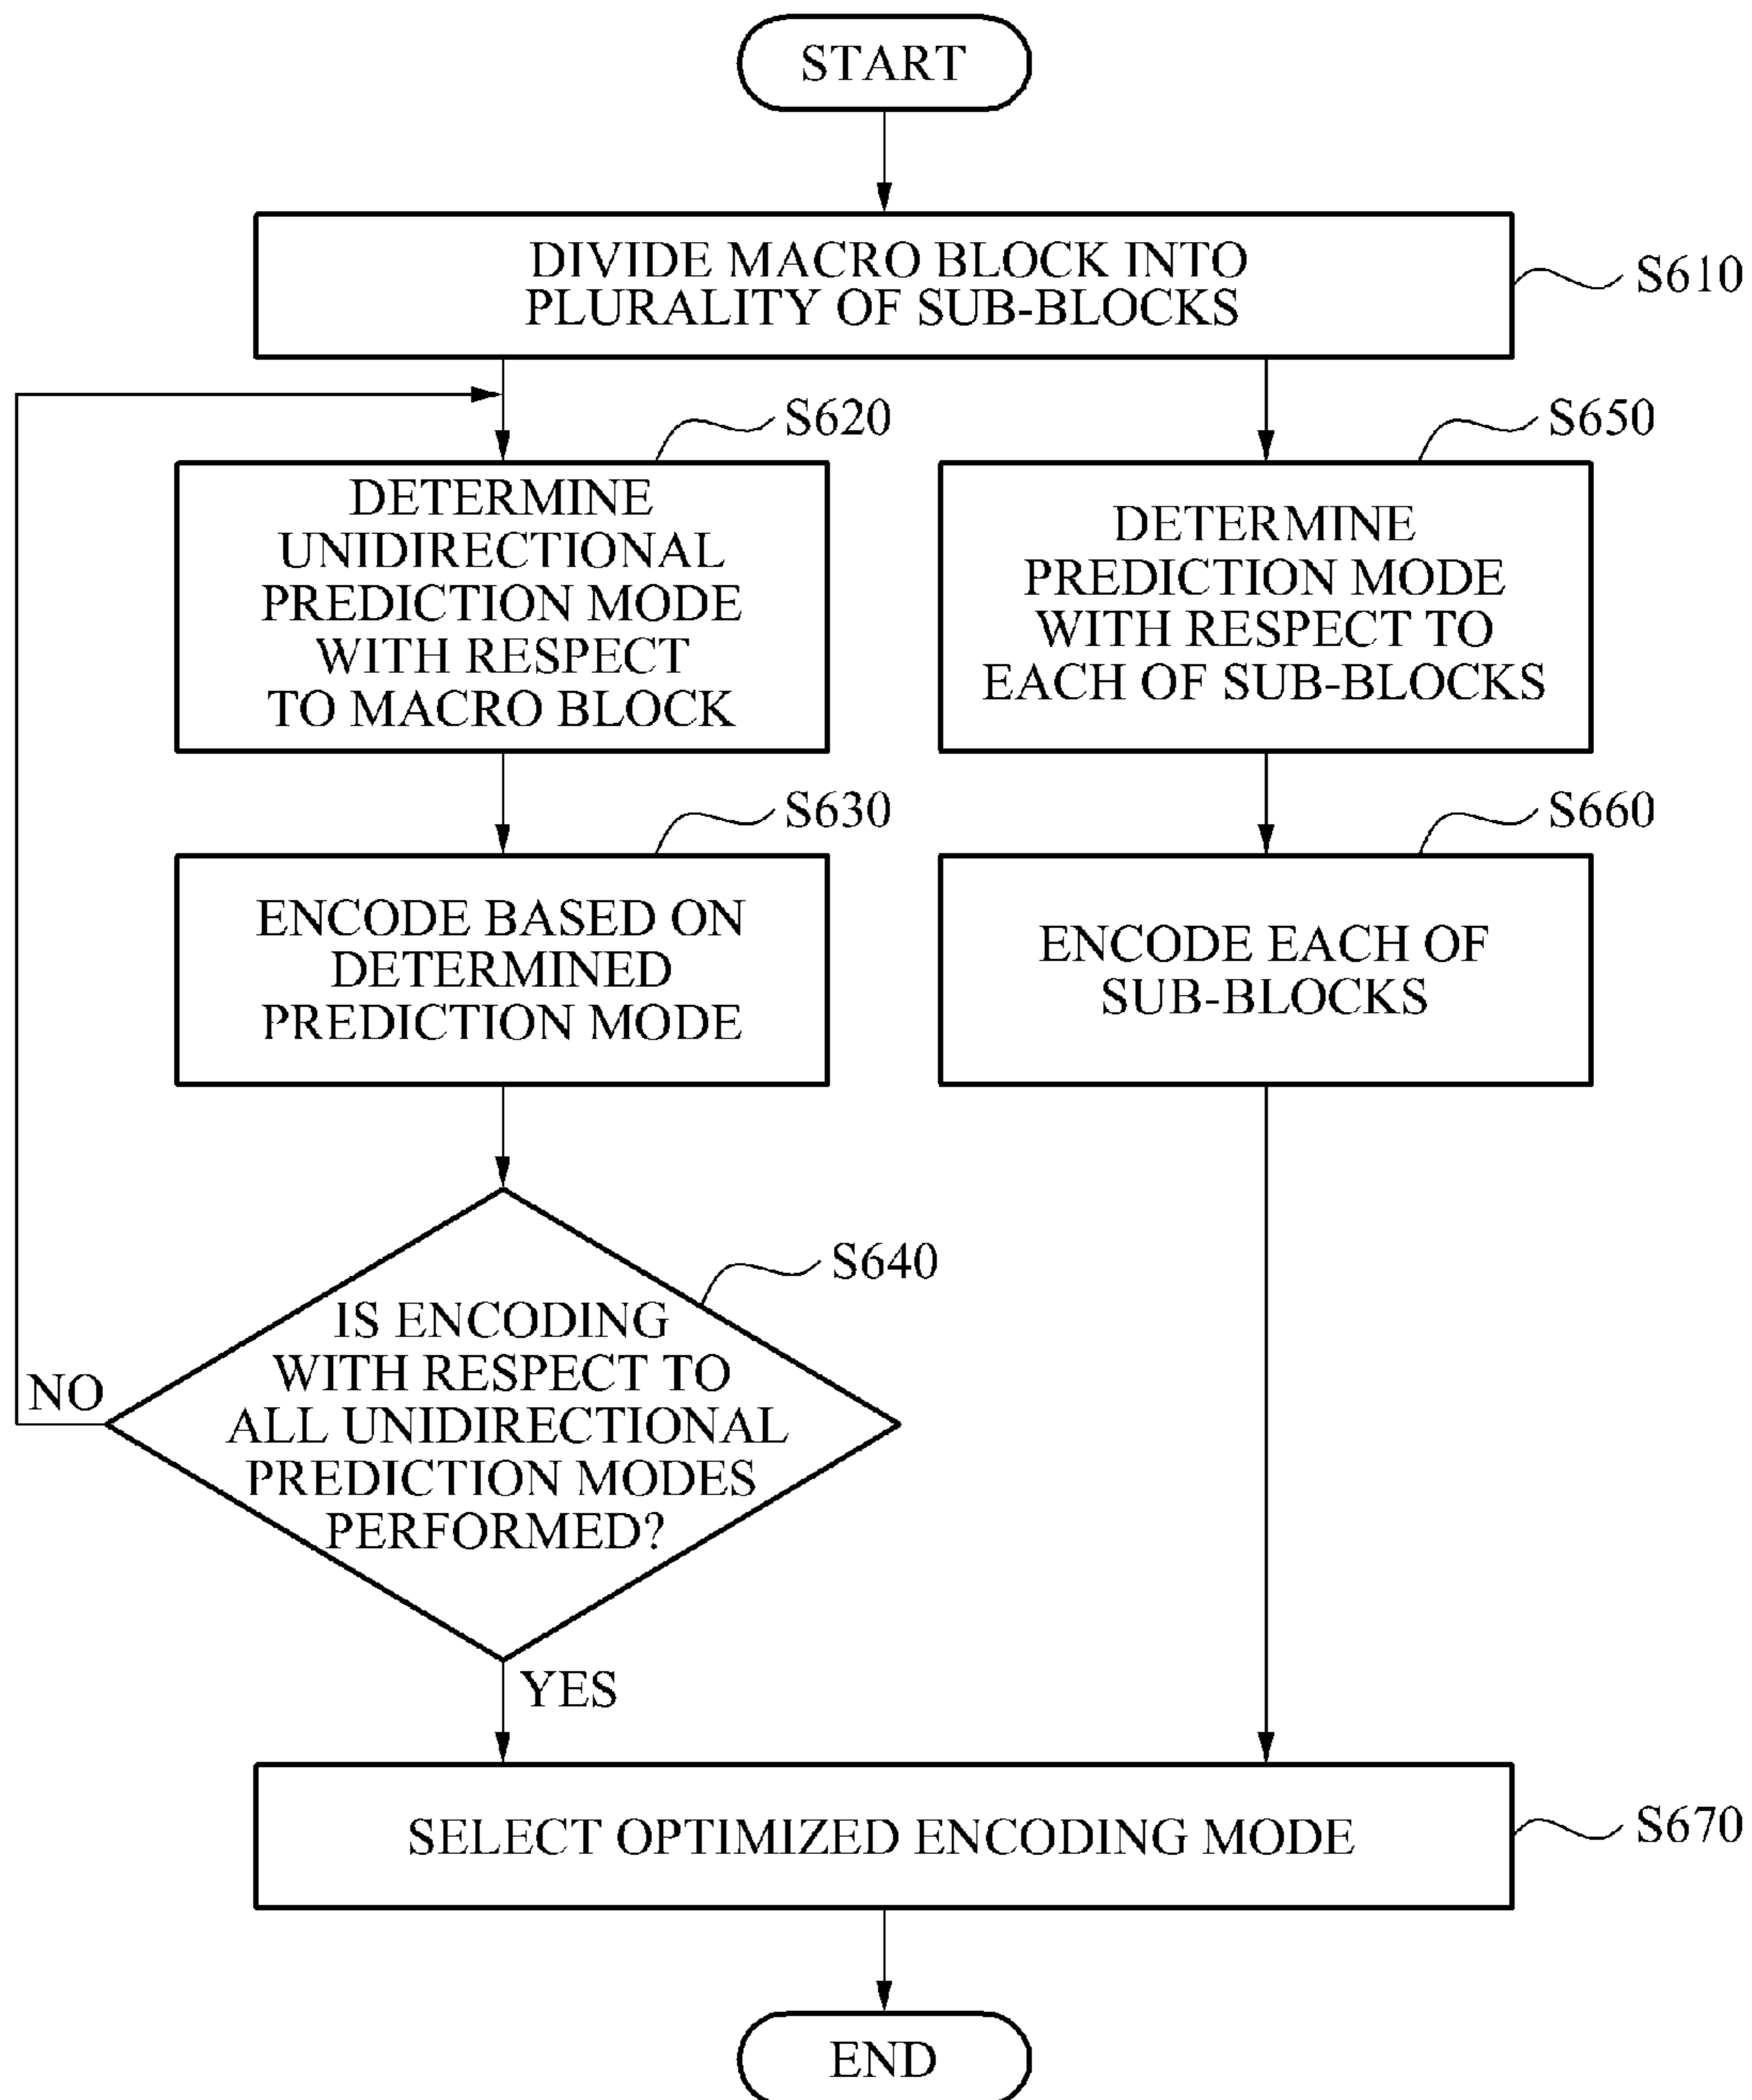 START
DIVIDE MACRO BLOCK INTO
PLURALITY OF SUB-BLOCKS
S610
S620
DETERMINE
UNIDIRECTIONAL
PREDICTION MODE
WITH RESPECT
TO MACRO BLOCK
S650
DETERMINE
PREDICTION MODE
WITH RESPECT TO
EACH OF SUB-BLOCKS
S630
ENCODE BASED ON
DETERMINED
PREDICTION MODE
S660
ENCODE EACH OF
SUB-BLOCKS
S640
IS ENCODING
WITH RESPECT TO
ALL UNIDIRECTIONAL
PREDICTION MODES
PERFORMED?
NO
YES
SELECT OPTIMIZED ENCODING MODE
S670
END